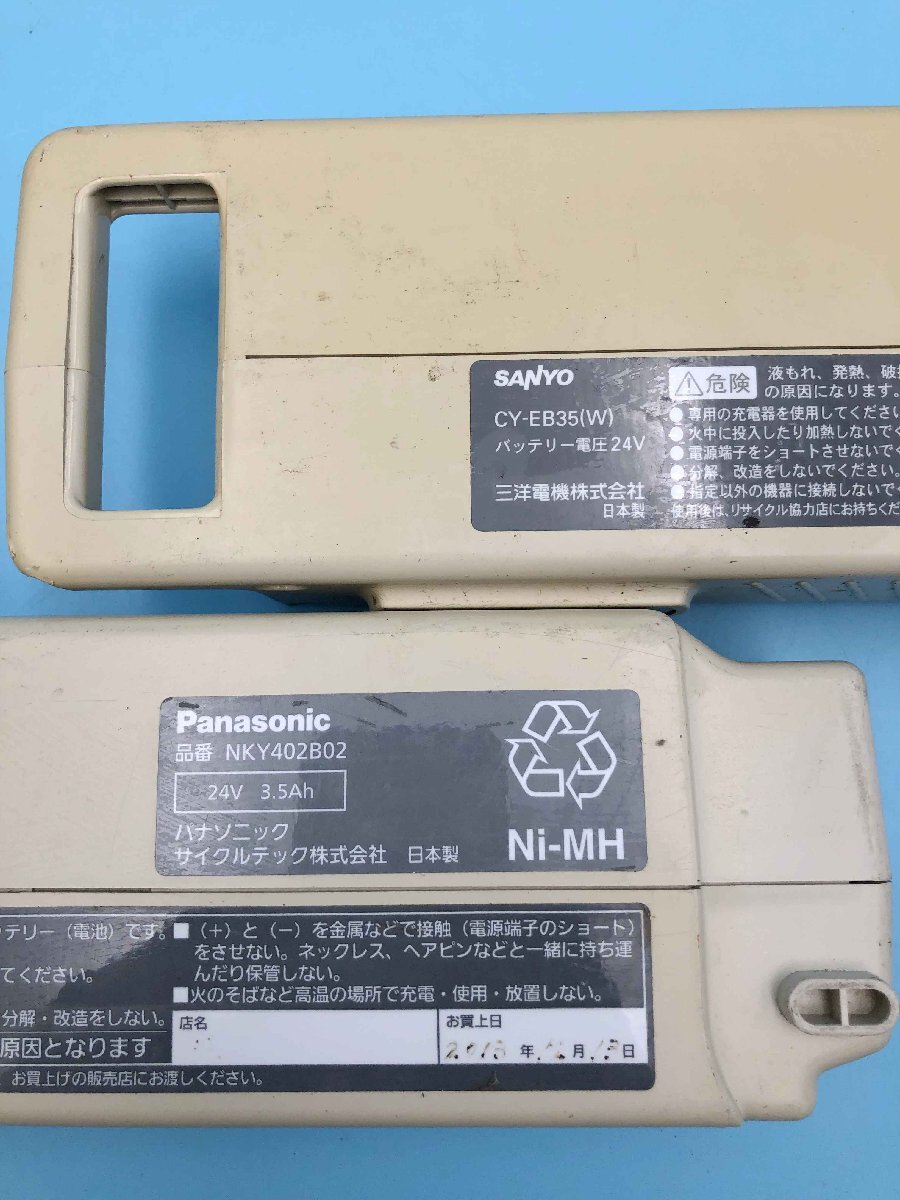 SANYO
CY-EB35(W)
バッテリー電圧24V
三洋電機株式会社
日本製
危険
液もれ、発熱、破
の原因になります。
●専用の充電器を使用してください
●火中に投入したり加熱しないでく
●電源端子をショートさせないでく
●分解、改造をしないでください。
●指定以外の機器に接続しないでく
使用後は、リサイクル協力店にお持ちくだ
Panasonic
品番 NKY402B02
24V 3.5Ah
パナソニック
サイクルテック株式会社 日本製
Ni-MH
テリー（電池）です。
てください。
分解・改造をしない。
原因となります
、お買上げの販売店にお渡しください。
■（+）と（-）を金属などで接触（電源端子のショート）
をさせない。ネックレス、ヘアピンなどと一緒に持ち運
んだり保管しない。
■火のそばなど高温の場所で充電・使用・放置しない。
店名
お買上日
年 月 日